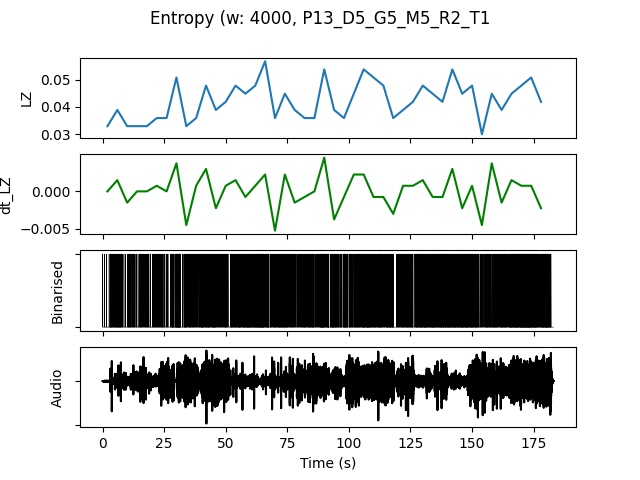 Entropy (w: 4000, P13_D5_G5_M5_R2_T1
LZ
0.05
0.04
0.03
dt_LZ
0.000
−0.005
Binarised
Audio
0 25 50 75 100 125 150 175
Time (s)